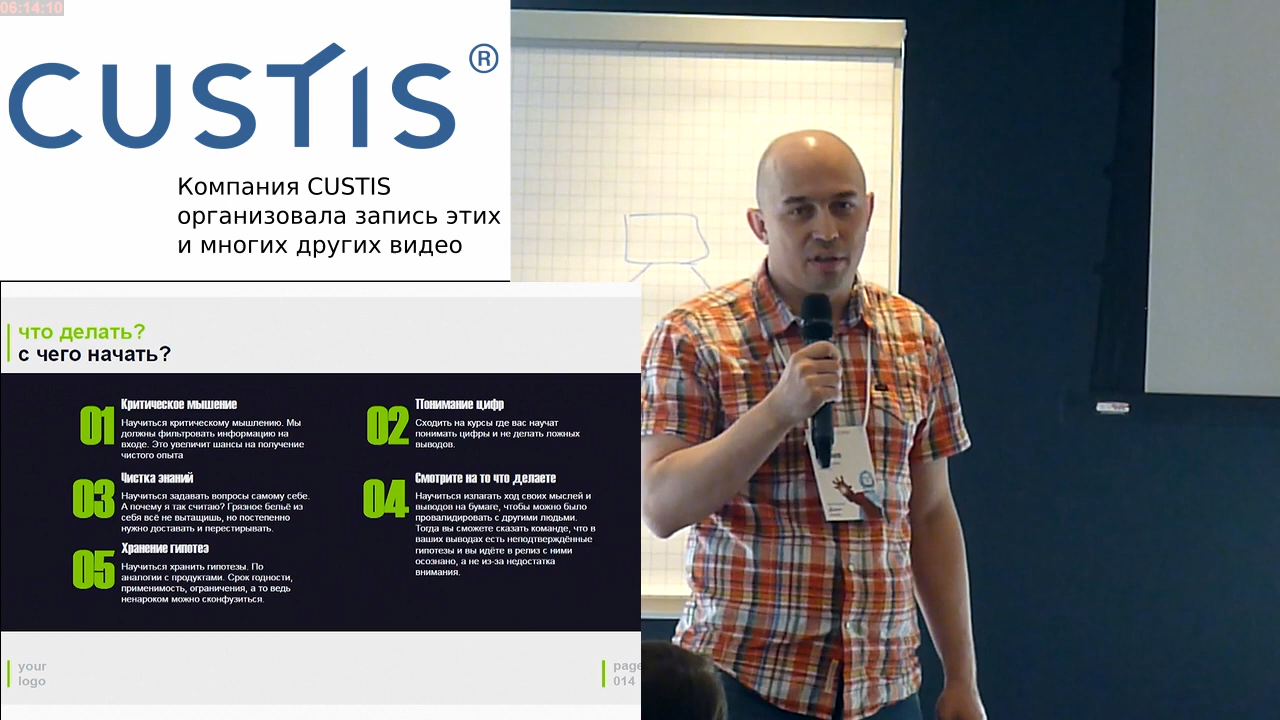 06:14:10
CUSTIS®
Компания CUSTIS
организовала запись этих
и многих других видео
что делать?
с чего начать?
01
Критическое мышление
Научиться критическому мышлению. Мы
должны фильтровать информацию на
входе. Это увеличит шансы на получение
чистого опыта
02
Понимание цифр
Сходить на курсы где вас научат
понимать цифры и не делать ложных
выводов.
03
Чистка знаний
Научиться задавать вопросы самому себе.
А почему я так считаю? Грязное бельё из
себя всё не вытащишь, но постепенно
нужно доставать и перестирывать.
04
Смотрите на то что делаете
Научиться излагать ход своих мыслей и
выводов на бумаге, чтобы можно было
провалидировать с другими людьми.
Тогда вы сможете сказать команде, что в
ваших выводах есть неподтверждённые
гипотезы и вы идёте в релиз с ними
осознано, а не из-за недостатка
внимания.
05
Хранение гипотез
Научиться хранить гипотезы. По
аналогии с продуктами. Срок годности,
применимость, ограничения, а то ведь
ненароком можно сконфузиться.
your
logo
page
014